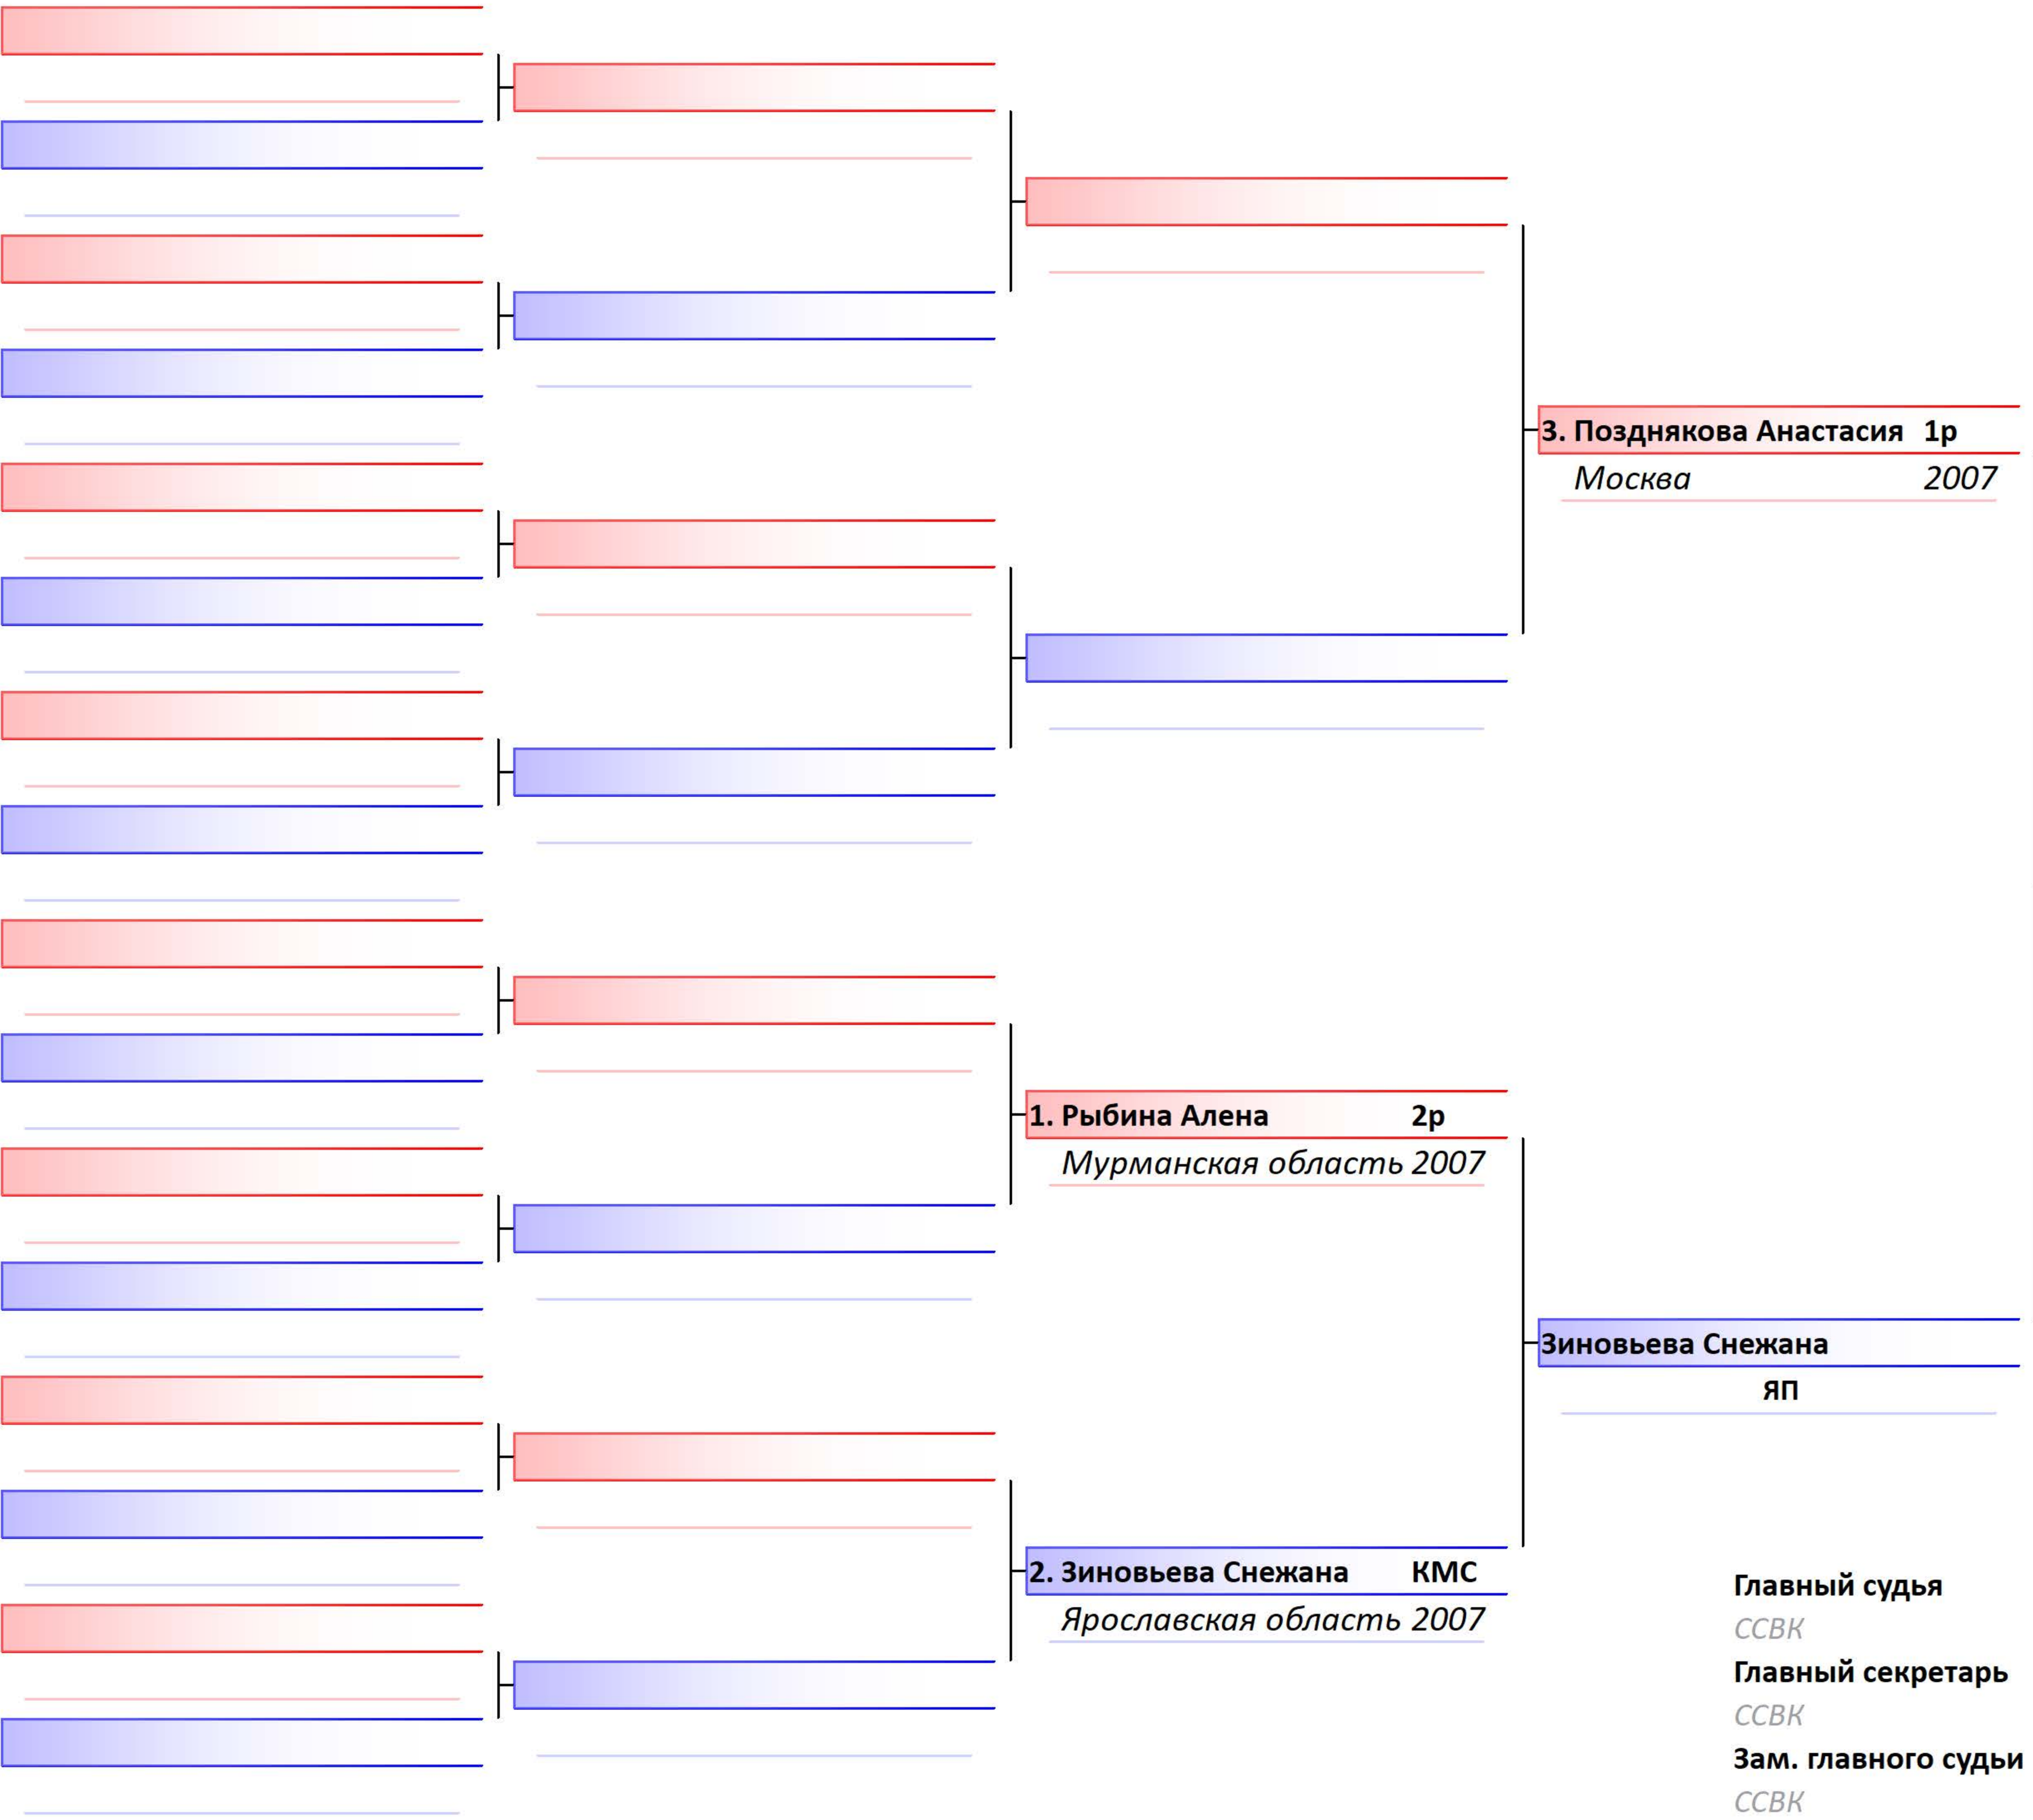 3. Позднякова Анастасия 1р
Москва 2007
1. Рыбина Алена 2р
Мурманская область 2007
Зиновьева Снежана
ЯП
2. Зиновьева Снежана КМС
Ярославская область 2007
Главный судья
ССВК
Главный секретарь
ССВК
Зам. главного судьи
ССВК